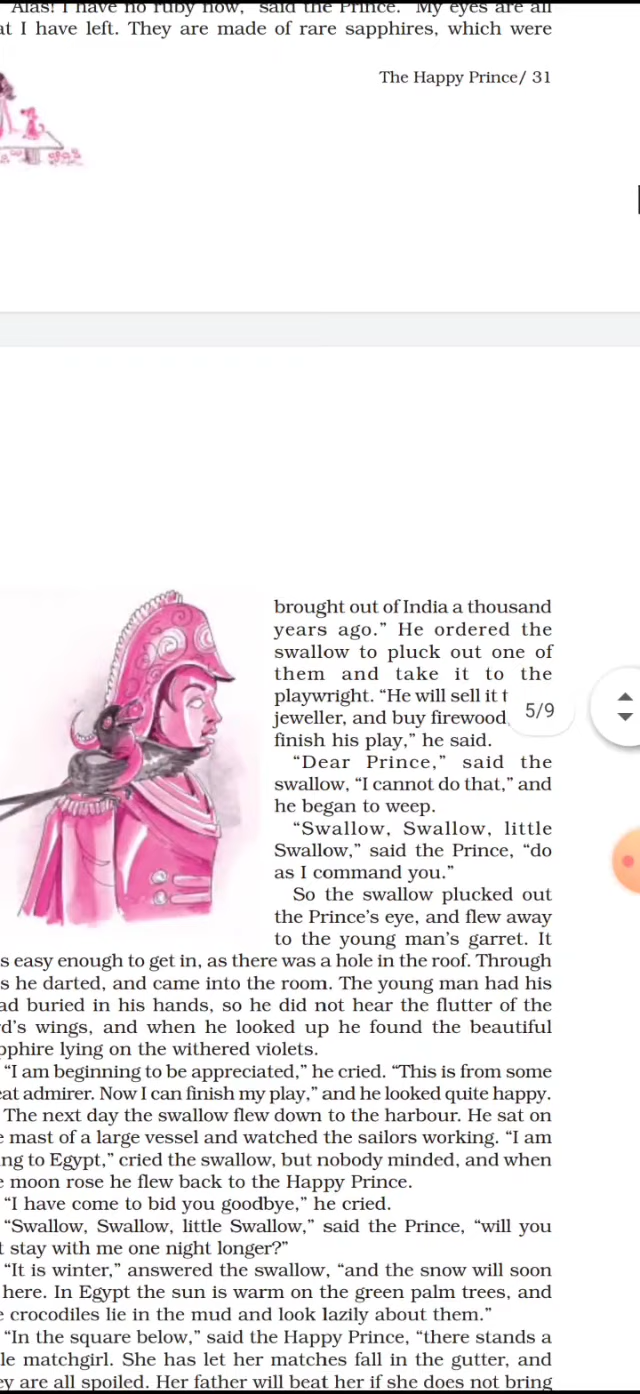 Alas! I have no ruby now," said the Prince. "My eyes are all
at I have left. They are made of rare sapphires, which were
The Happy Prince/ 31
brought out of India a thousand
years ago." He ordered the
swallow to pluck out one of
them and take it to the
playwright. "He will sell it t
jeweller, and buy firewood,
5/9
finish his play," he said.
"Dear Prince," said the
swallow, "I cannot do that," and
he began to weep.
"Swallow, Swallow, little
Swallow," said the Prince, "do
as I command you."
So the swallow plucked out
the Prince's eye, and flew away
to the young man's garret. It
s easy enough to get in, as there was a hole in the roof. Through
s he darted, and came into the room. The young man had his
ad buried in his hands, so he did not hear the flutter of the
d's wings, and when he looked up he found the beautiful
pphire lying on the withered violets.
"I am beginning to be appreciated," he cried. "This is from some
eat admirer. Now I can finish my play," and he looked quite happy.
The next day the swallow flew down to the harbour. He sat on
e mast of a large vessel and watched the sailors working. "I am
ng to Egypt," cried the swallow, but nobody minded, and when
e moon rose he flew back to the Happy Prince.
"I have come to bid you goodbye," he cried.
"Swallow, Swallow, little Swallow," said the Prince, "will you
t stay with me one night longer?"
"It is winter," answered the swallow, "and the snow will soon
here. In Egypt the sun is warm on the green palm trees, and
e crocodiles lie in the mud and look lazily about them."
"In the square below," said the Happy Prince, "there stands a
le matchgirl. She has let her matches fall in the gutter, and
ey are all spoiled. Her father will beat her if she does not bring